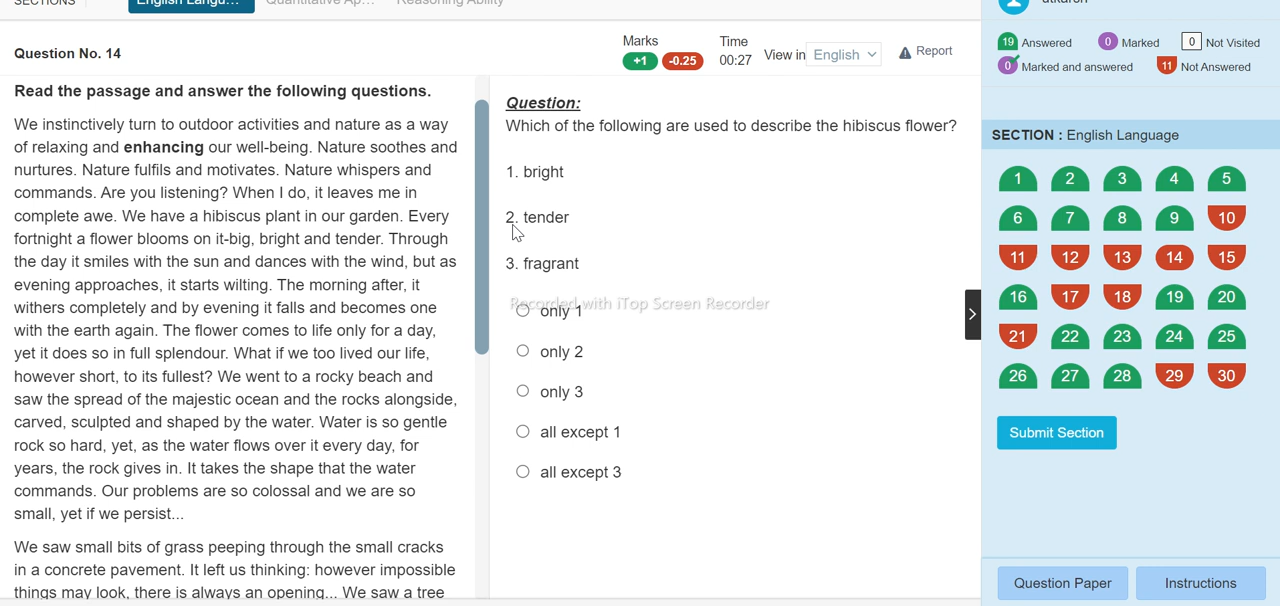 SECTIONS
English Langu...
Quantitative Ap...
Reasoning Ability
Question No. 14
Marks
+1
-0.25
Time
00:27
View in
English
Report
Read the passage and answer the following questions.
We instinctively turn to outdoor activities and nature as a way
of relaxing and enhancing our well-being. Nature soothes and
nurtures. Nature fulfils and motivates. Nature whispers and
commands. Are you listening? When I do, it leaves me in
complete awe. We have a hibiscus plant in our garden. Every
fortnight a flower blooms on it-big, bright and tender. Through
the day it smiles with the sun and dances with the wind, but as
evening approaches, it starts wilting. The morning after, it
withers completely and by evening it falls and becomes one
with the earth again. The flower comes to life only for a day,
yet it does so in full splendour. What if we too lived our life,
however short, to its fullest? We went to a rocky beach and
saw the spread of the majestic ocean and the rocks alongside,
carved, sculpted and shaped by the water. Water is so gentle
rock so hard, yet, as the water flows over it every day, for
years, the rock gives in. It takes the shape that the water
commands. Our problems are so colossal and we are so
small, yet if we persist...
We saw small bits of grass peeping through the small cracks
in a concrete pavement. It left us thinking: however impossible
things may look, there is always an opening... We saw a tree
Question:
Which of the following are used to describe the hibiscus flower?
1. bright
2. tender
3. fragrant
Recorded with iTop Screen Recorder
only 1
only 2
only 3
all except 1
all except 3
utkarsh
19 Answered
0 Marked
0 Not Visited
0 Marked and answered
11 Not Answered
SECTION : English Language
1 2 3 4 5
6 7 8 9 10
11 12 13 14 15
16 17 18 19 20
21 22 23 24 25
26 27 28 29 30
Submit Section
Question Paper
Instructions